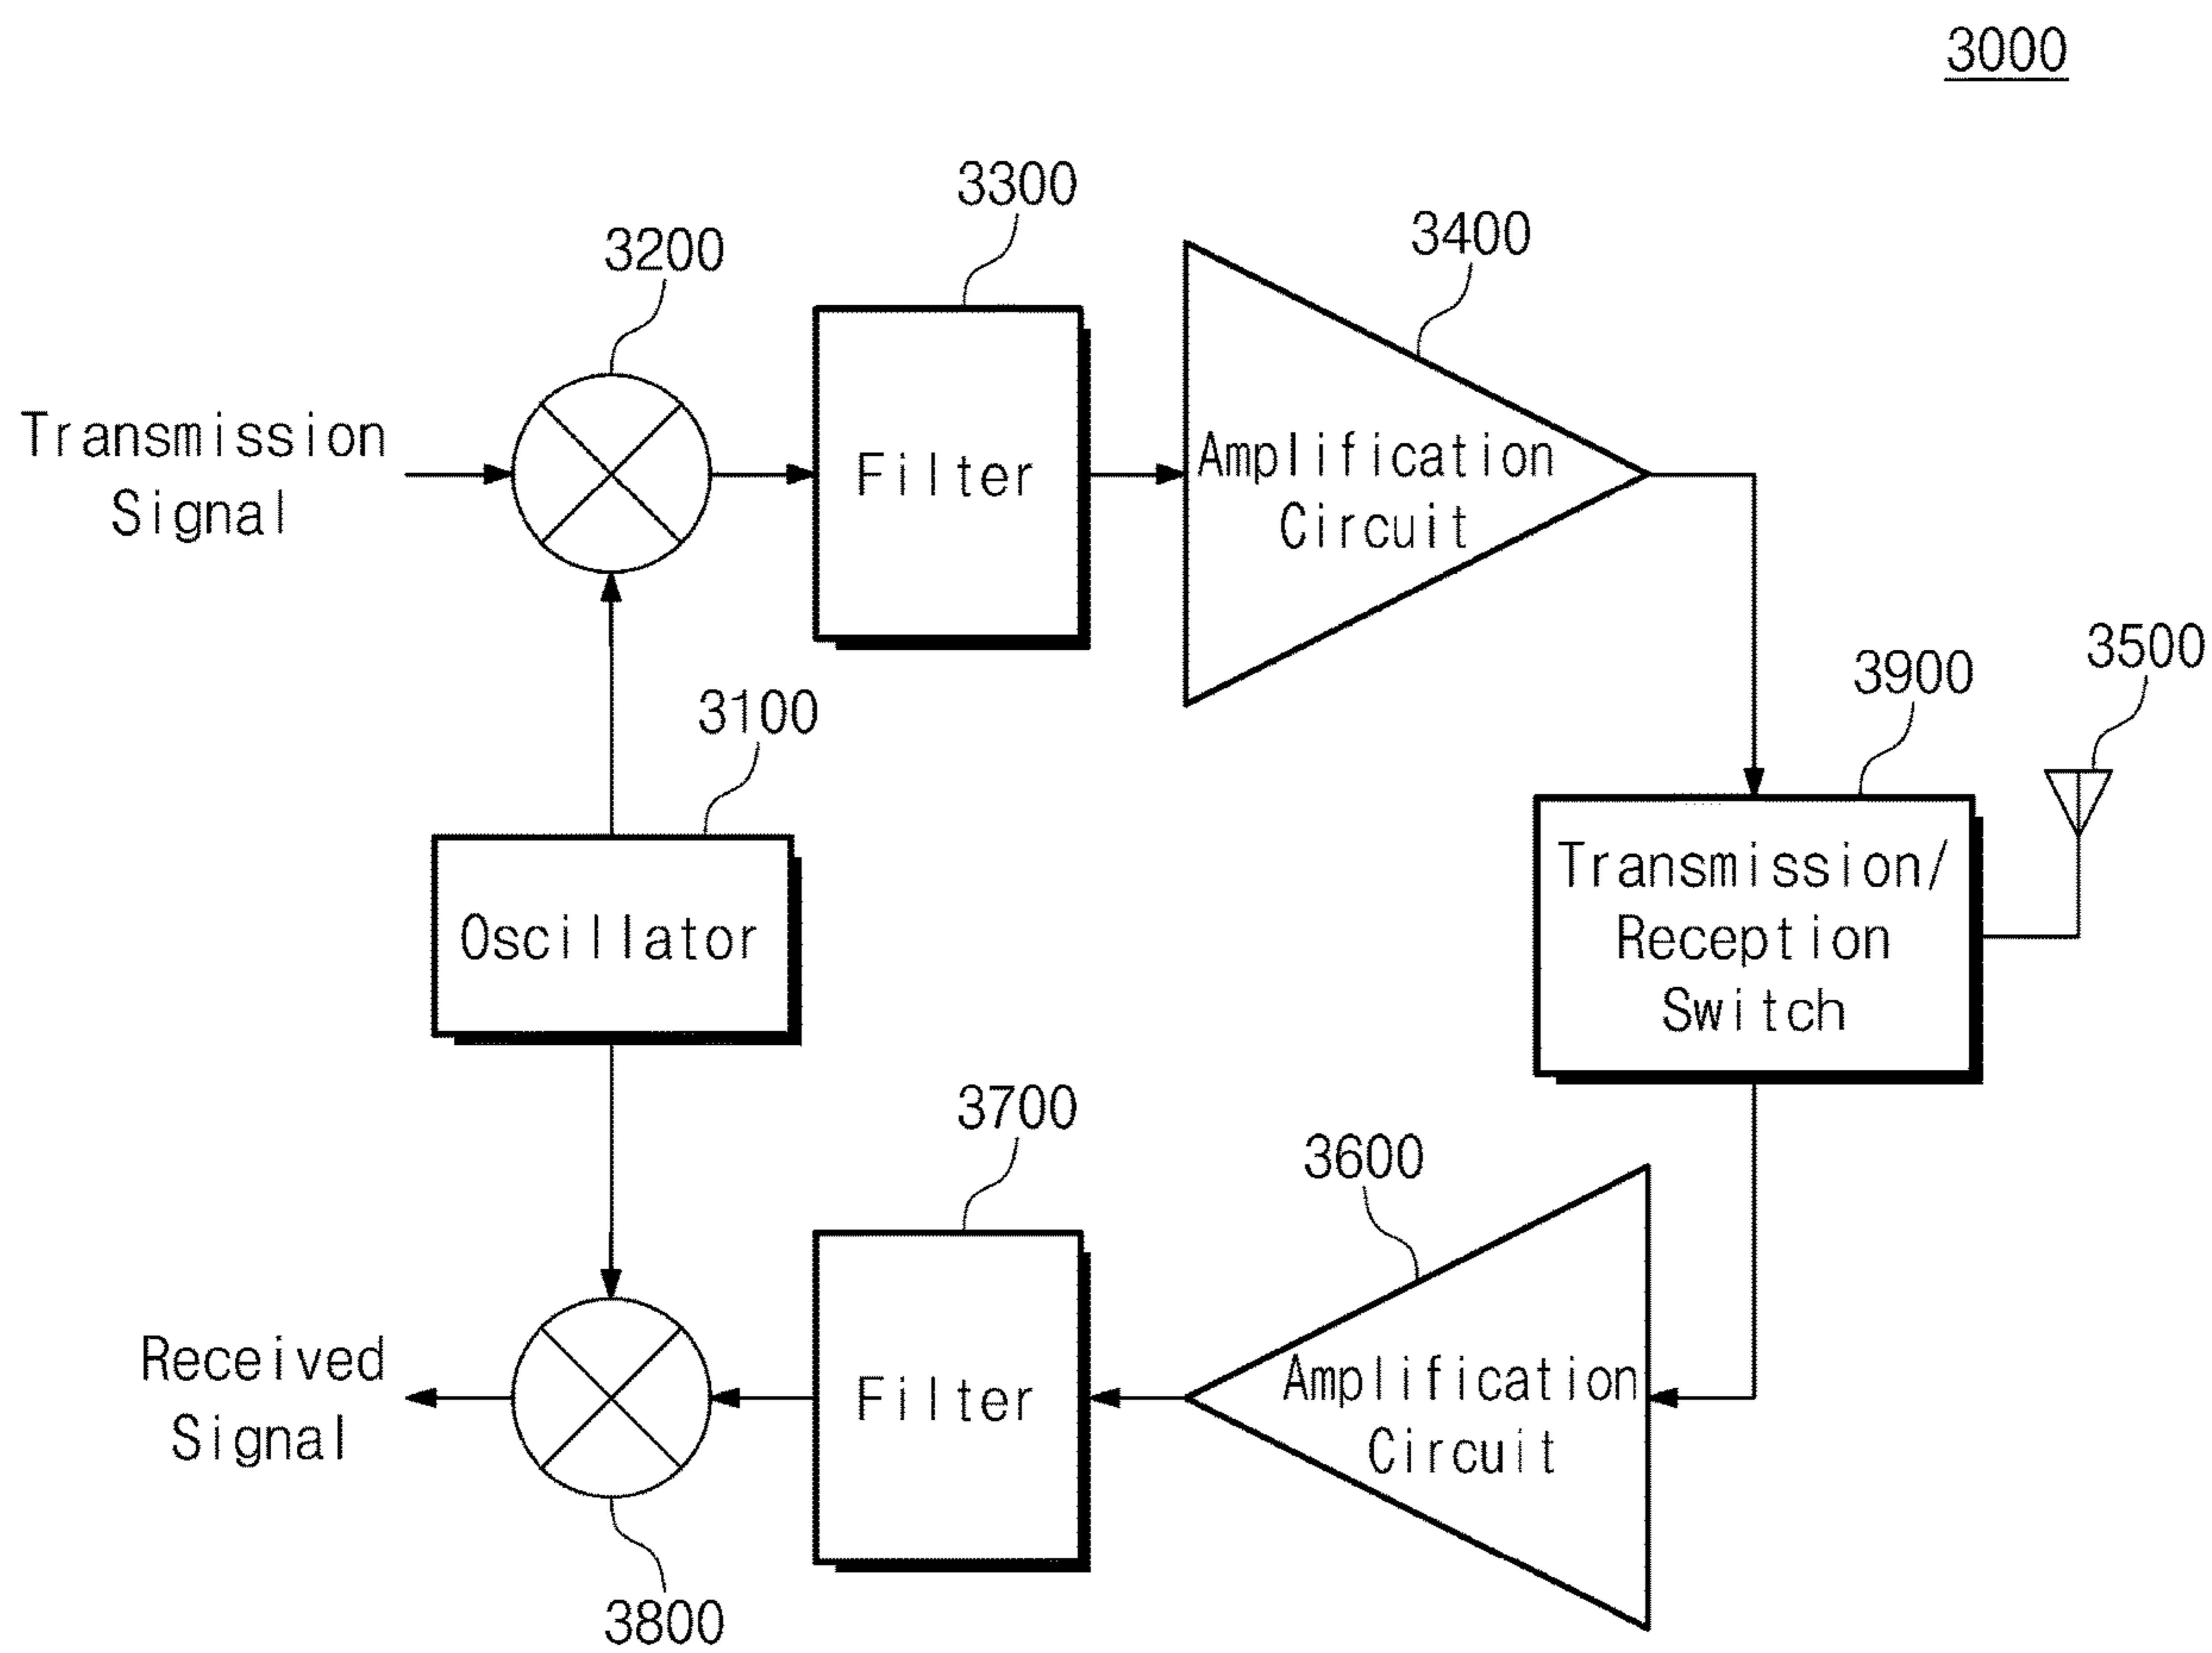 3000
3300
3400
3200
Transmission
Signal
Filter
Amplification
Circuit
3100
3900
3500
Oscillator
Transmission/
Reception
Switch
3700
3600
Received
Signal
Filter
Amplification
Circuit
3800